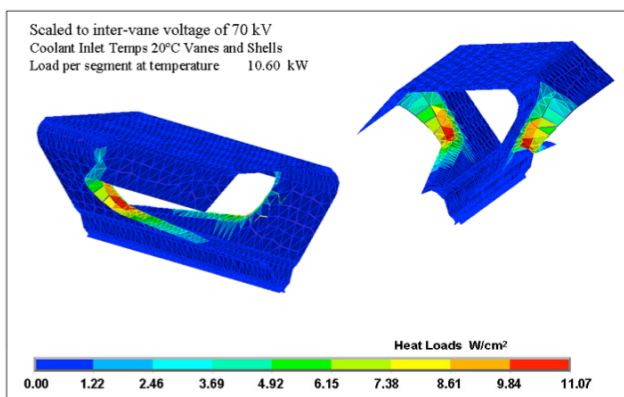 Scaled to inter-vane voltage of 70 kV
Coolant Inlet Temps 20°C Vanes and Shells
Load per segment at temperature 10.60 kW
Heat Loads W/cm²
0.00 1.22 2.46 3.69 4.92 6.15 7.38 8.61 9.84 11.07